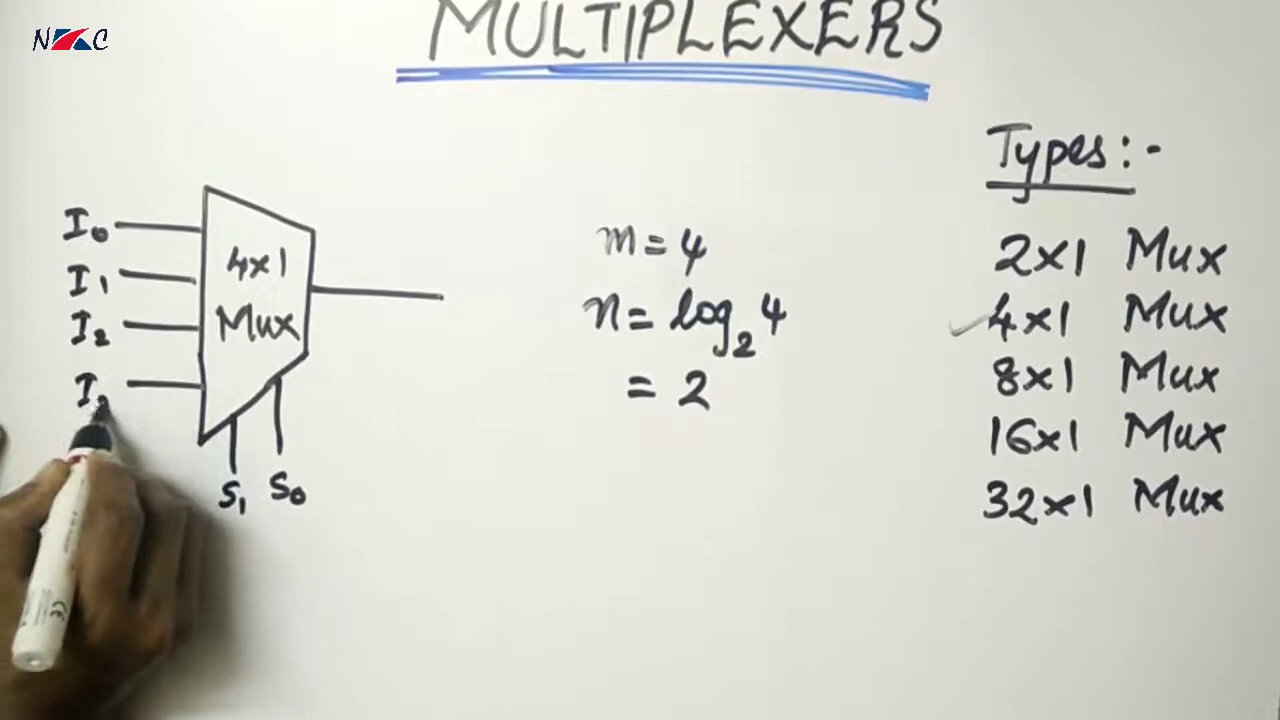 NKC
MULTIPLEXERS
Types:-
I0
I1
I2
4x1
Mux
S1 S0
m = 4
n = log2 4
= 2
2x1 Mux
4x1 Mux
8x1 Mux
16x1 Mux
32x1 Mux